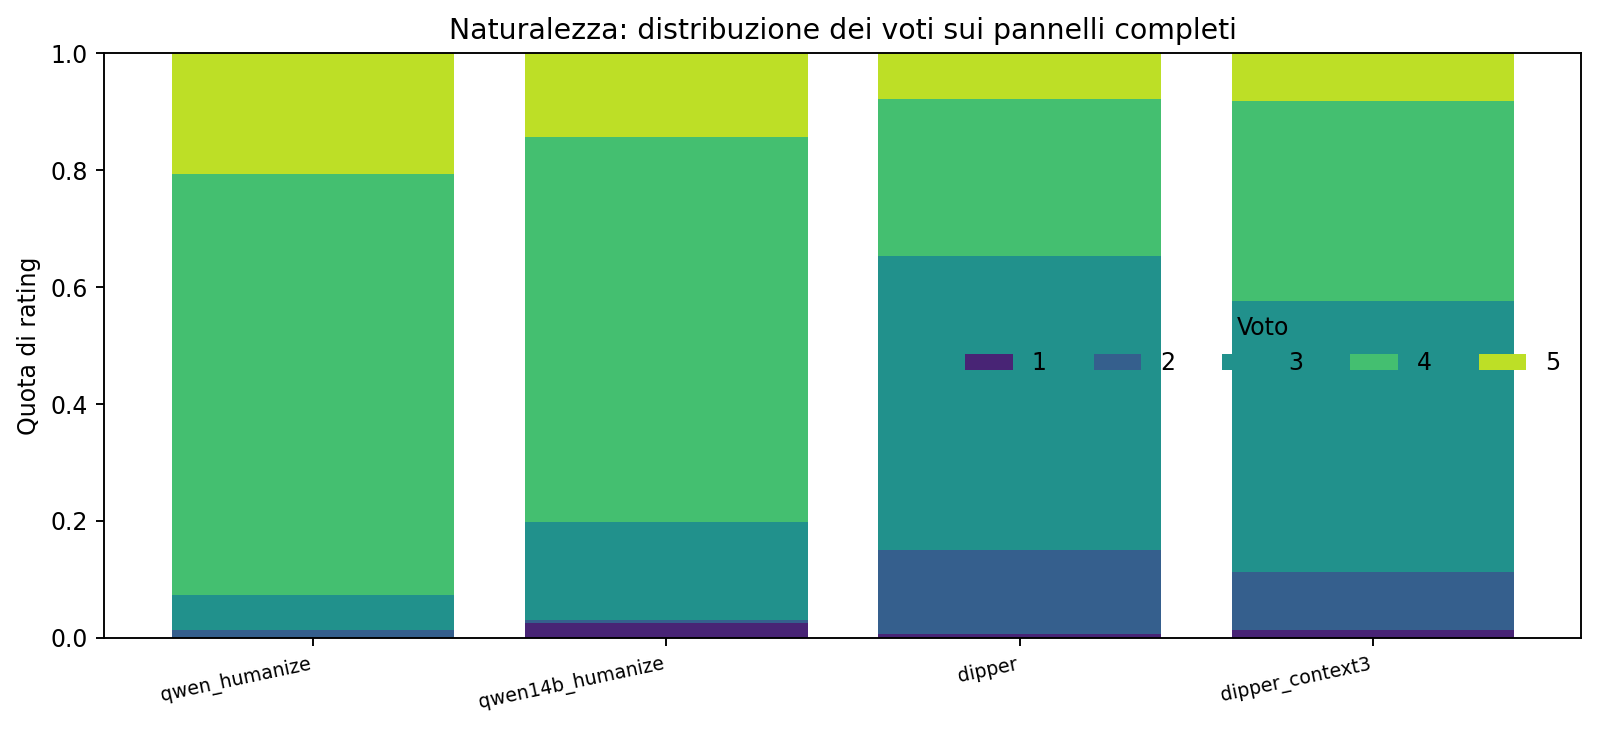 Naturalezza: distribuzione dei voti sui pannelli completi
Quota di rating
1.0
0.8
0.6
0.4
0.2
0.0
Voto
1 2 3 4 5
qwen_humanize qwen14b_humanize dipper dipper_context3